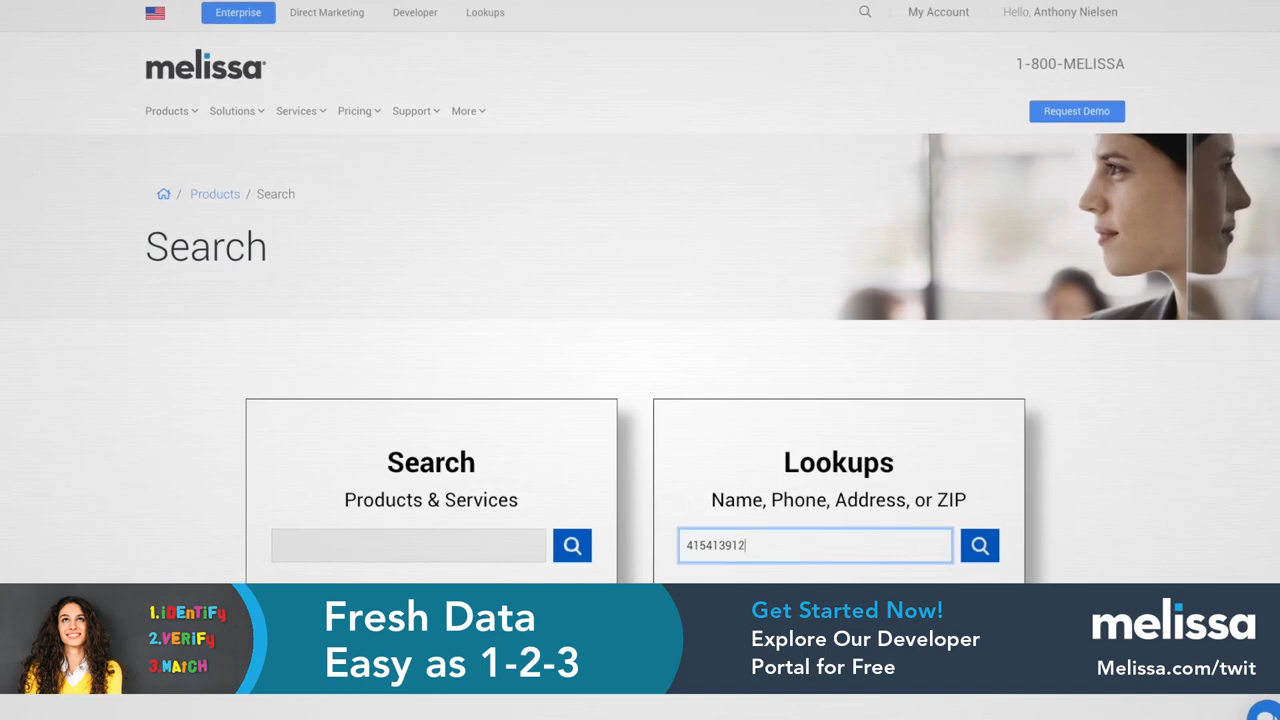 Enterprise
Direct Marketing
Developer
Lookups
My Account
Hello, Anthony Nielsen
melissa
1-800-MELISSA
Products
Solutions
Services
Pricing
Support
More
Request Demo
/ Products / Search
Search
Search
Products & Services
Lookups
Name, Phone, Address, or ZIP
415413912
1.iDEnTiFy
2.VERiFy
3.MAtCH
Fresh Data
Easy as 1-2-3
Get Started Now!
Explore Our Developer
Portal for Free
melissa
Melissa.com/twit